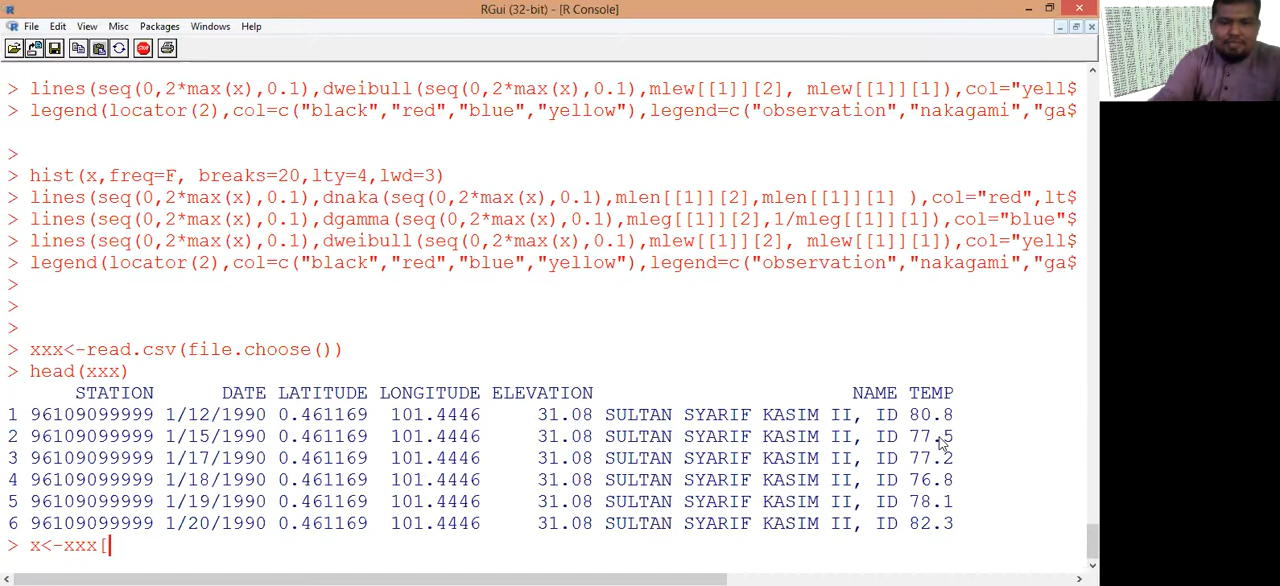 RGui (32-bit) - [R Console]
File Edit View Misc Packages Windows Help
> lines(seq(0,2*max(x),0.1),dweibull(seq(0,2*max(x),0.1),mlew[[1]][2], mlew[[1]][1]),col="yell$
> legend(locator(2),col=c("black","red","blue","yellow"),legend=c("observation","nakagami","ga$
>
> hist(x,freq=F, breaks=20,lty=4,lwd=3)
> lines(seq(0,2*max(x),0.1),dnaka(seq(0,2*max(x),0.1),mlen[[1]][2],mlen[[1]][1] ),col="red",lt$
> lines(seq(0,2*max(x),0.1),dgamma(seq(0,2*max(x),0.1),mleg[[1]][2],1/mleg[[1]][1]),col="blue"$
> lines(seq(0,2*max(x),0.1),dweibull(seq(0,2*max(x),0.1),mlew[[1]][2], mlew[[1]][1]),col="yell$
> legend(locator(2),col=c("black","red","blue","yellow"),legend=c("observation","nakagami","ga$
>
>
>
> xxx<-read.csv(file.choose())
> head(xxx)
STATION DATE LATITUDE LONGITUDE ELEVATION NAME TEMP
1 96109099999 1/12/1990 0.461169 101.4446 31.08 SULTAN SYARIF KASIM II, ID 80.8
2 96109099999 1/15/1990 0.461169 101.4446 31.08 SULTAN SYARIF KASIM II, ID 77.5
3 96109099999 1/17/1990 0.461169 101.4446 31.08 SULTAN SYARIF KASIM II, ID 77.2
4 96109099999 1/18/1990 0.461169 101.4446 31.08 SULTAN SYARIF KASIM II, ID 76.8
5 96109099999 1/19/1990 0.461169 101.4446 31.08 SULTAN SYARIF KASIM II, ID 78.1
6 96109099999 1/20/1990 0.461169 101.4446 31.08 SULTAN SYARIF KASIM II, ID 82.3
> x<-xxx[